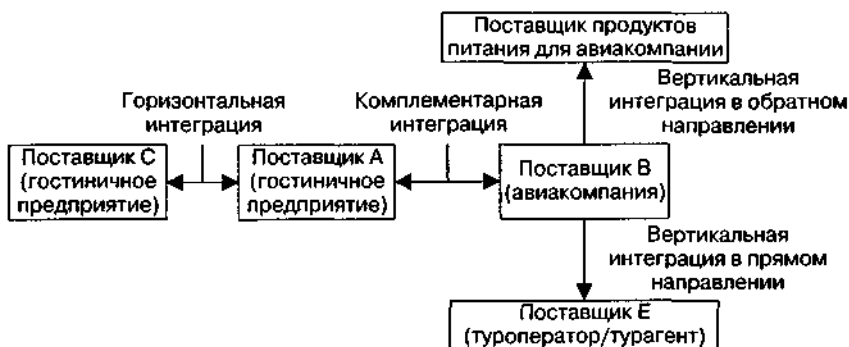 Поставщик продуктов
питания для авиакомпании
Горизонтальная
интеграция
Комплементарная
интеграция
Вертикальная
интеграция в обратном
направлении
Поставщик С
(гостиничное
предприятие)
Поставщик А
(гостиничное
предприятие)
Поставщик В
(авиакомпания)
Вертикальная
интеграция в прямом
направлении
Поставщик Е
(туроператор/турагент)